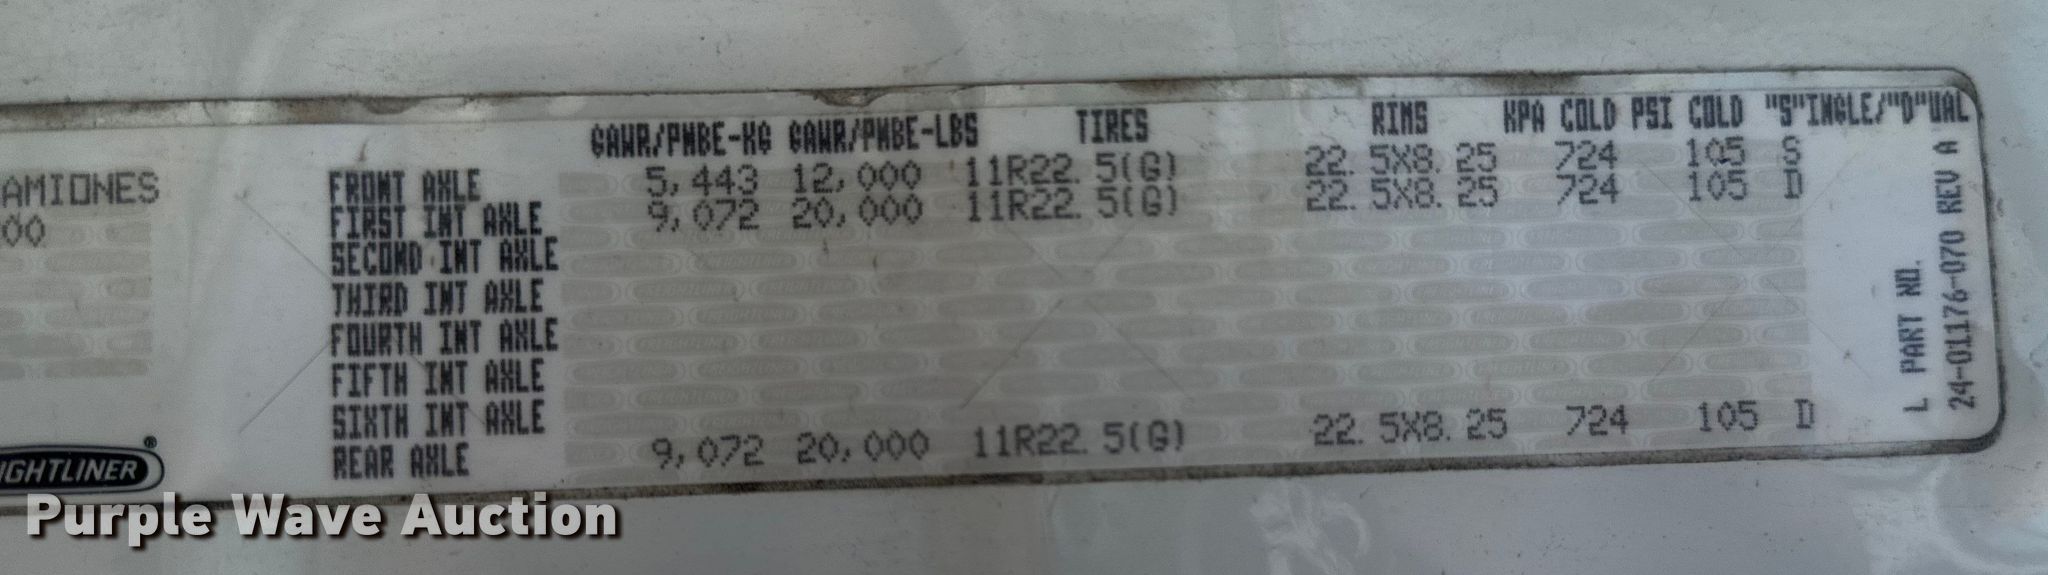 GAWR/PNBE-KG GAWR/PNBE-LBS TIRES RIMS KPA COLD PSI COLD "S"INGLE/"D"UAL
FRONT AXLE 5,443 12,000 11R22.5(G) 22.5X8.25 724 105 S
FIRST INT AXLE 9,072 20,000 11R22.5(G) 22.5X8.25 724 105 D
SECOND INT AXLE
THIRD INT AXLE
FOURTH INT AXLE
FIFTH INT AXLE
SIXTH INT AXLE
REAR AXLE 9,072 20,000 11R22.5(G) 22.5X8.25 724 105 D
AMIONES
00
IGHTLINER®
L PART NO.
24-01176-070 REV A
Purple Wave Auction